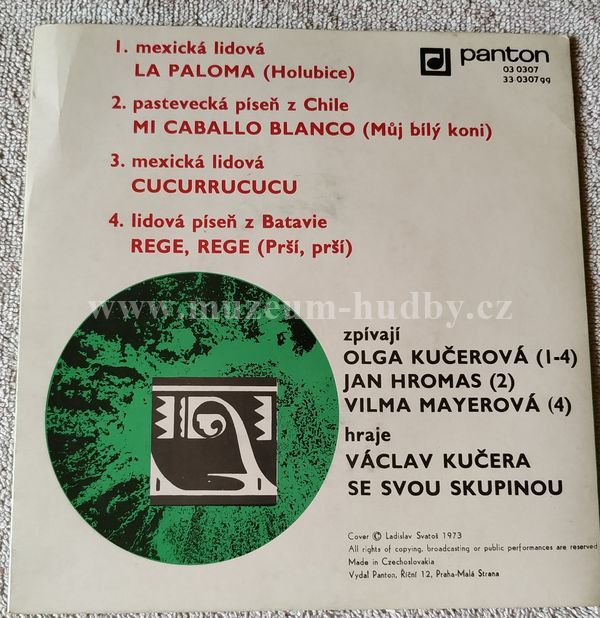 1. mexická lidová
LA PALOMA (Holubice)
2. pastevecká píseň z Chile
MI CABALLO BLANCO (Můj bílý koni)
3. mexická lidová
CUCURRUCUCU
4. lidová píseň z Batavie
REGE, REGE (Prší, prší)
panton
03 0307
33 0307 gg
www.muzeum-hudby.cz
zpívají
OLGA KUČEROVÁ (1-4)
JAN HROMAS (2)
VILMA MAYEROVÁ (4)
hraje
VÁCLAV KUČERA
SE SVOU SKUPINOU
Cover © Ladislav Svatoš 1973
All rights of copying, broadcasting or public performances are reserved
Made in Czechoslovakia
Vydal Panton, Říční 12, Praha-Malá Strana